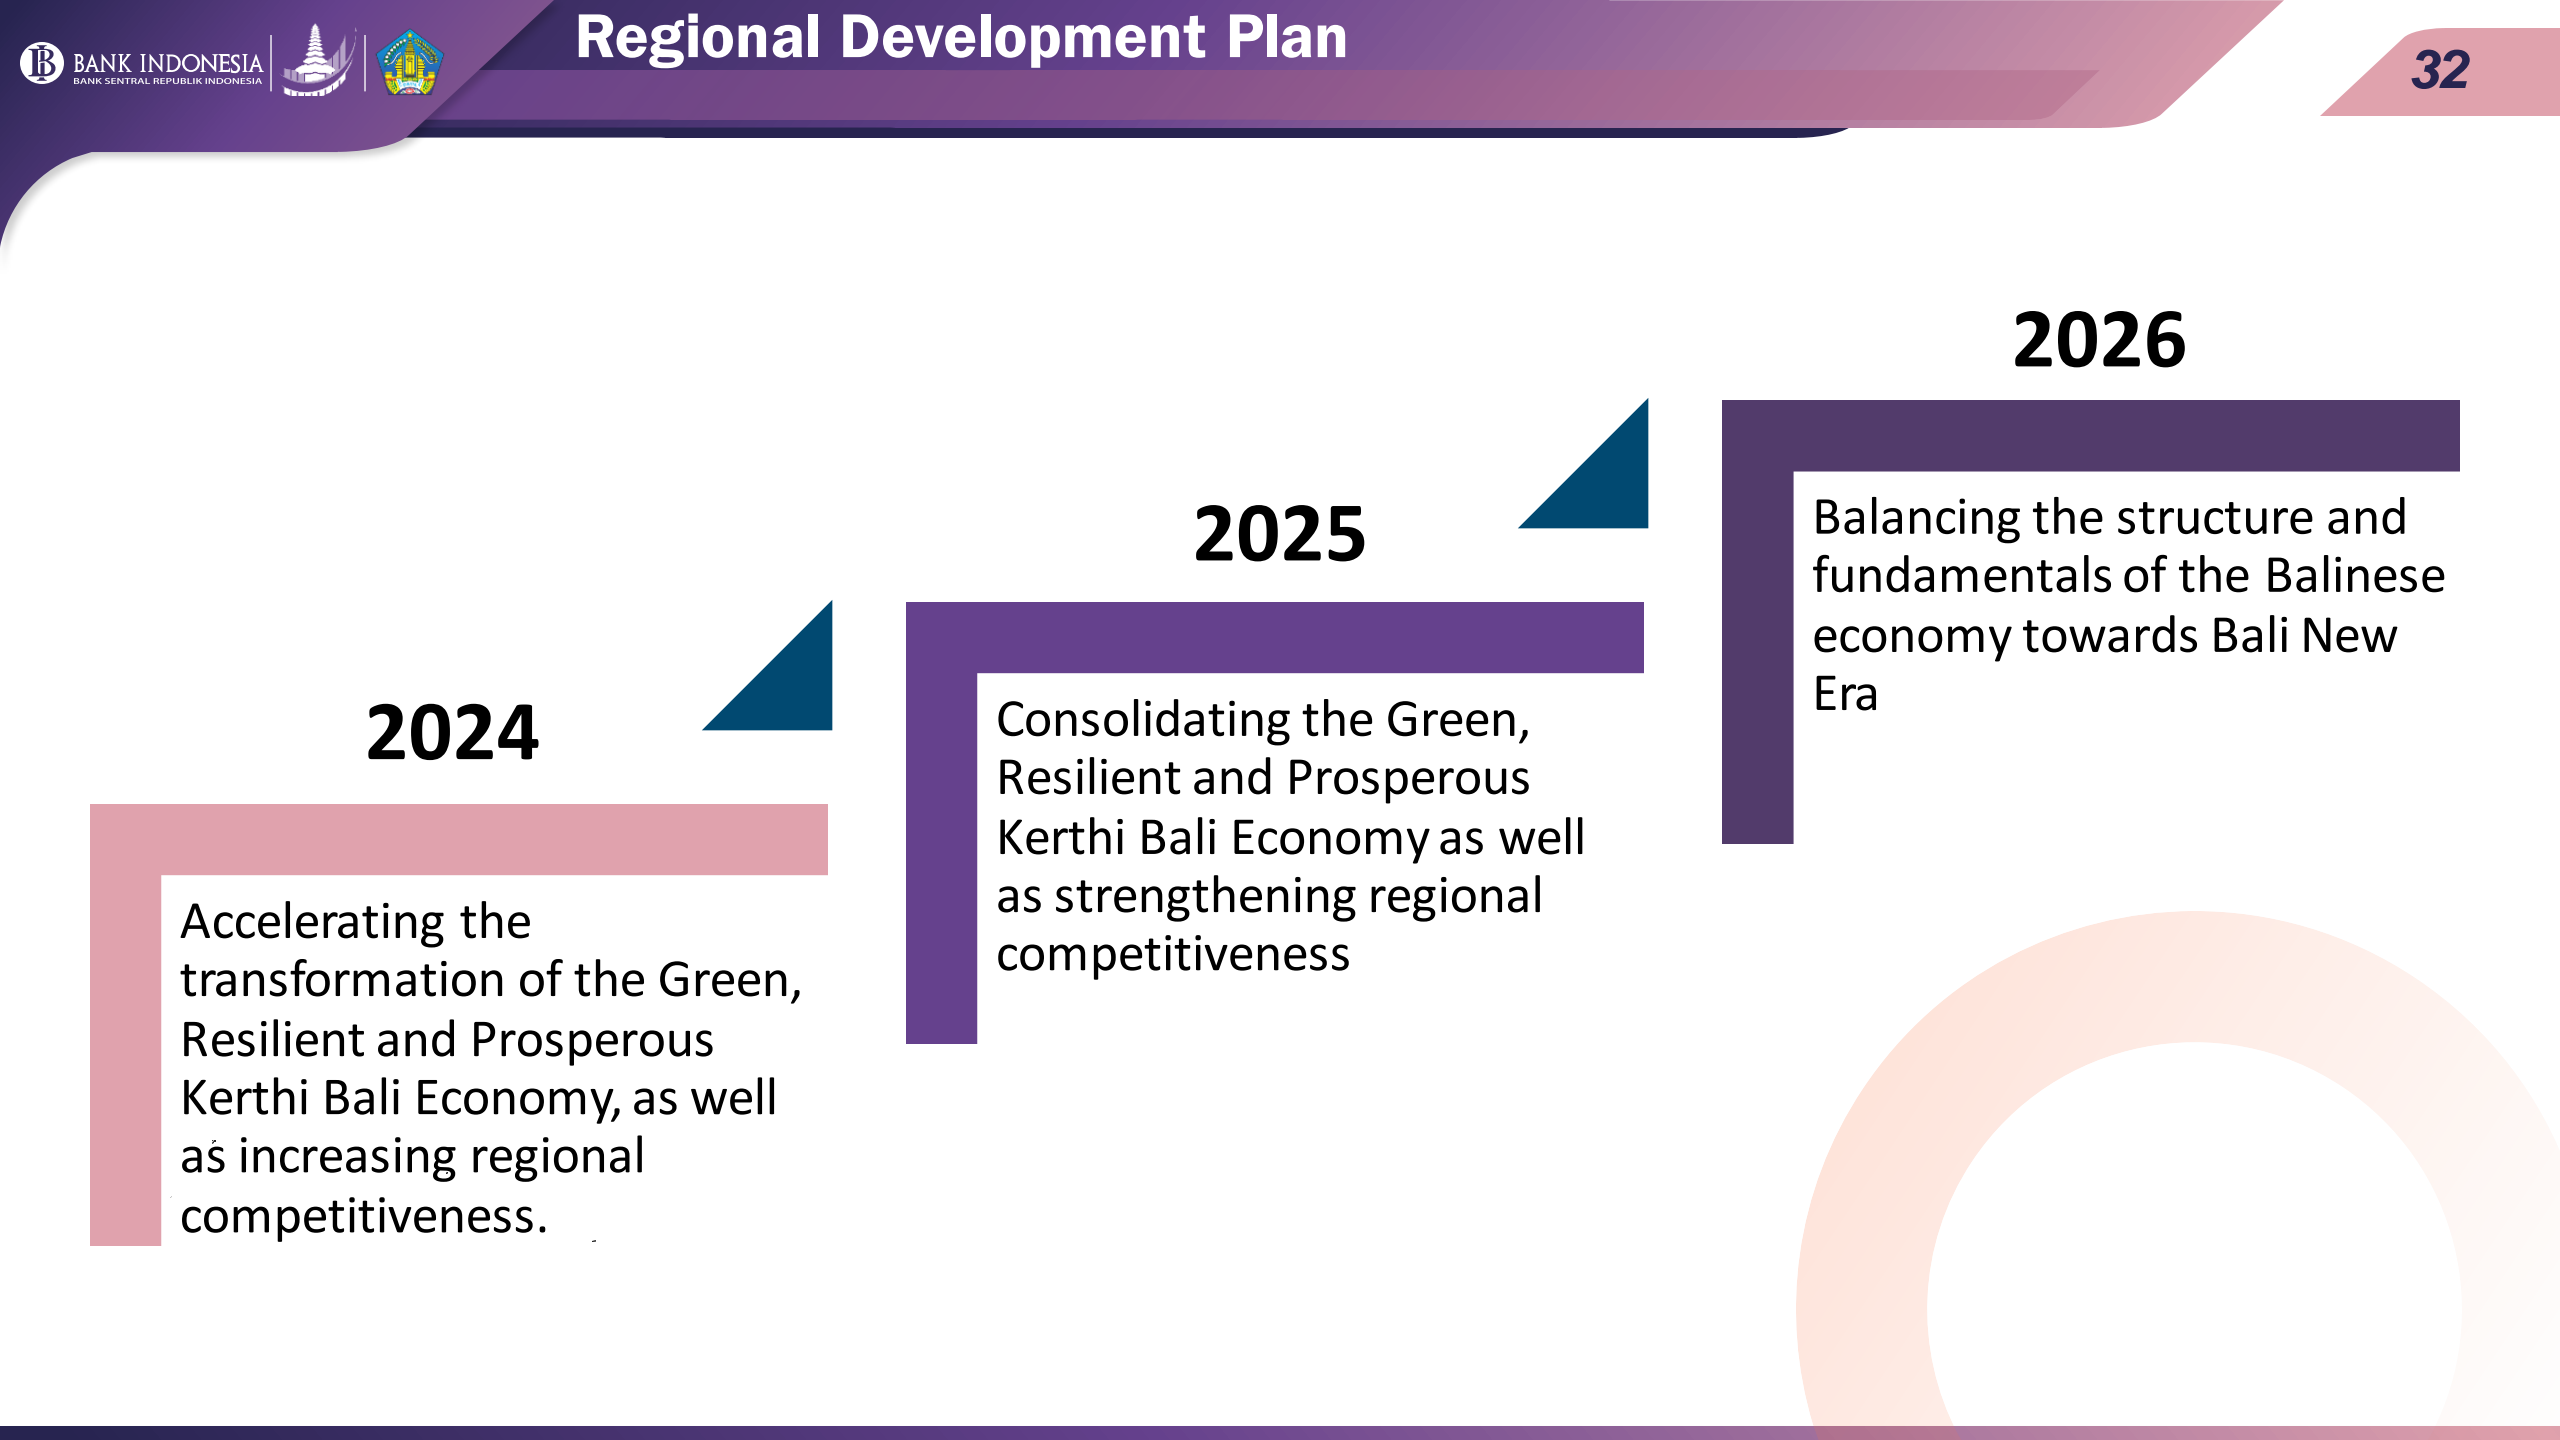 Regional Development Plan
BANK INDONESIA
BANK SENTRAL REPUBLIK INDONESIA
32
2024
Accelerating the
transformation of the Green,
Resilient and Prosperous
Kerthi Bali Economy, as well
as increasing regional
competitiveness.
2025
Consolidating the Green,
Resilient and Prosperous
Kerthi Bali Economy as well
as strengthening regional
competitiveness
2026
Balancing the structure and
fundamentals of the Balinese
economy towards Bali New
Era